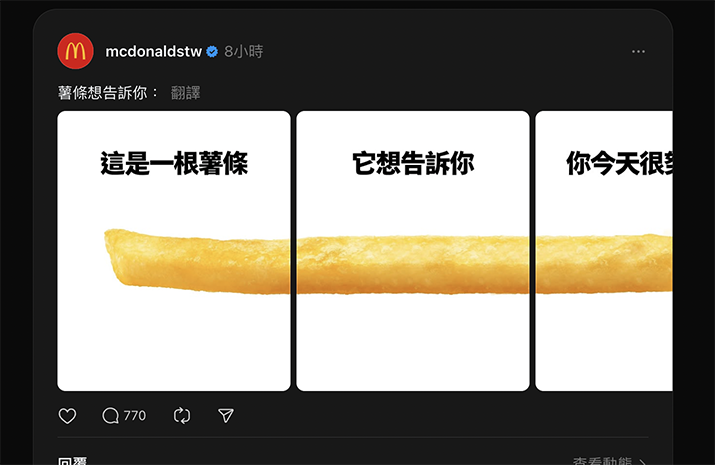 mcdonaldstw 8小時
薯條想告訴你： 翻譯
這是一根薯條
它想告訴你
你今天很
770
回覆
查看動態